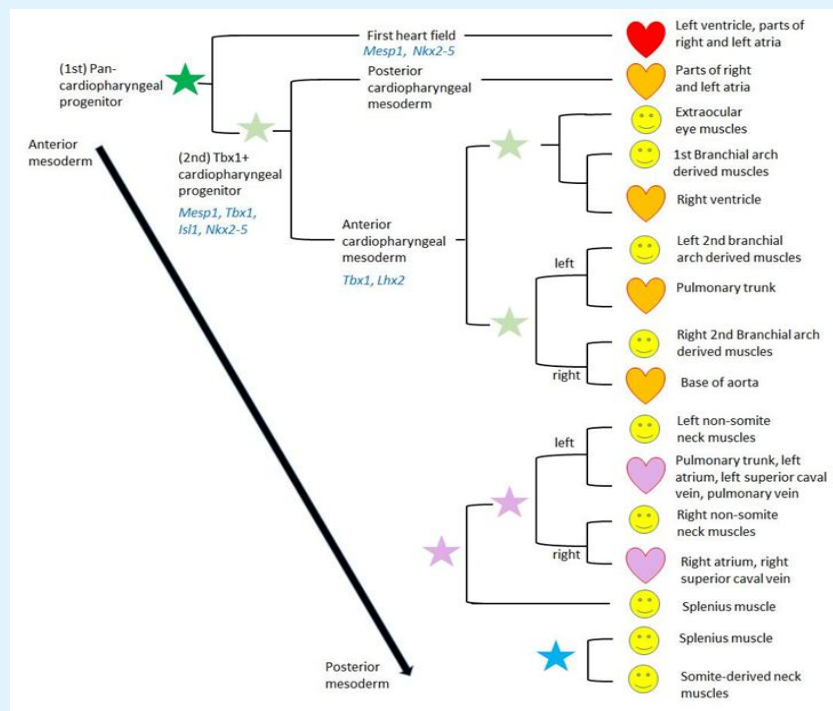 First heart field
Mesp1, Nkx2-5
Left ventricle, parts of
right and left atria
(1st) Pan-
cardiopharyngeal
progenitor
Posterior
cardiopharyngeal
mesoderm
Parts of right
and left atria
Anterior
mesoderm
(2nd) Tbx1+
cardiopharyngeal
progenitor
Mesp1, Tbx1,
Isl1, Nkx2-5
Extraocular
eye muscles
1st Branchial arch
derived muscles
Right ventricle
Anterior
cardiopharyngeal
mesoderm
Tbx1, Lhx2
left
Left 2nd branchial
arch derived muscles
Pulmonary trunk
right
Right 2nd Branchial arch
derived muscles
Base of aorta
left
Left non-somite
neck muscles
Pulmonary trunk, left
atrium, left superior caval
vein, pulmonary vein
right
Right non-somite
neck muscles
Right atrium, right
superior caval vein
Splenius muscle
Splenius muscle
Somite-derived neck
muscles
Posterior
mesoderm